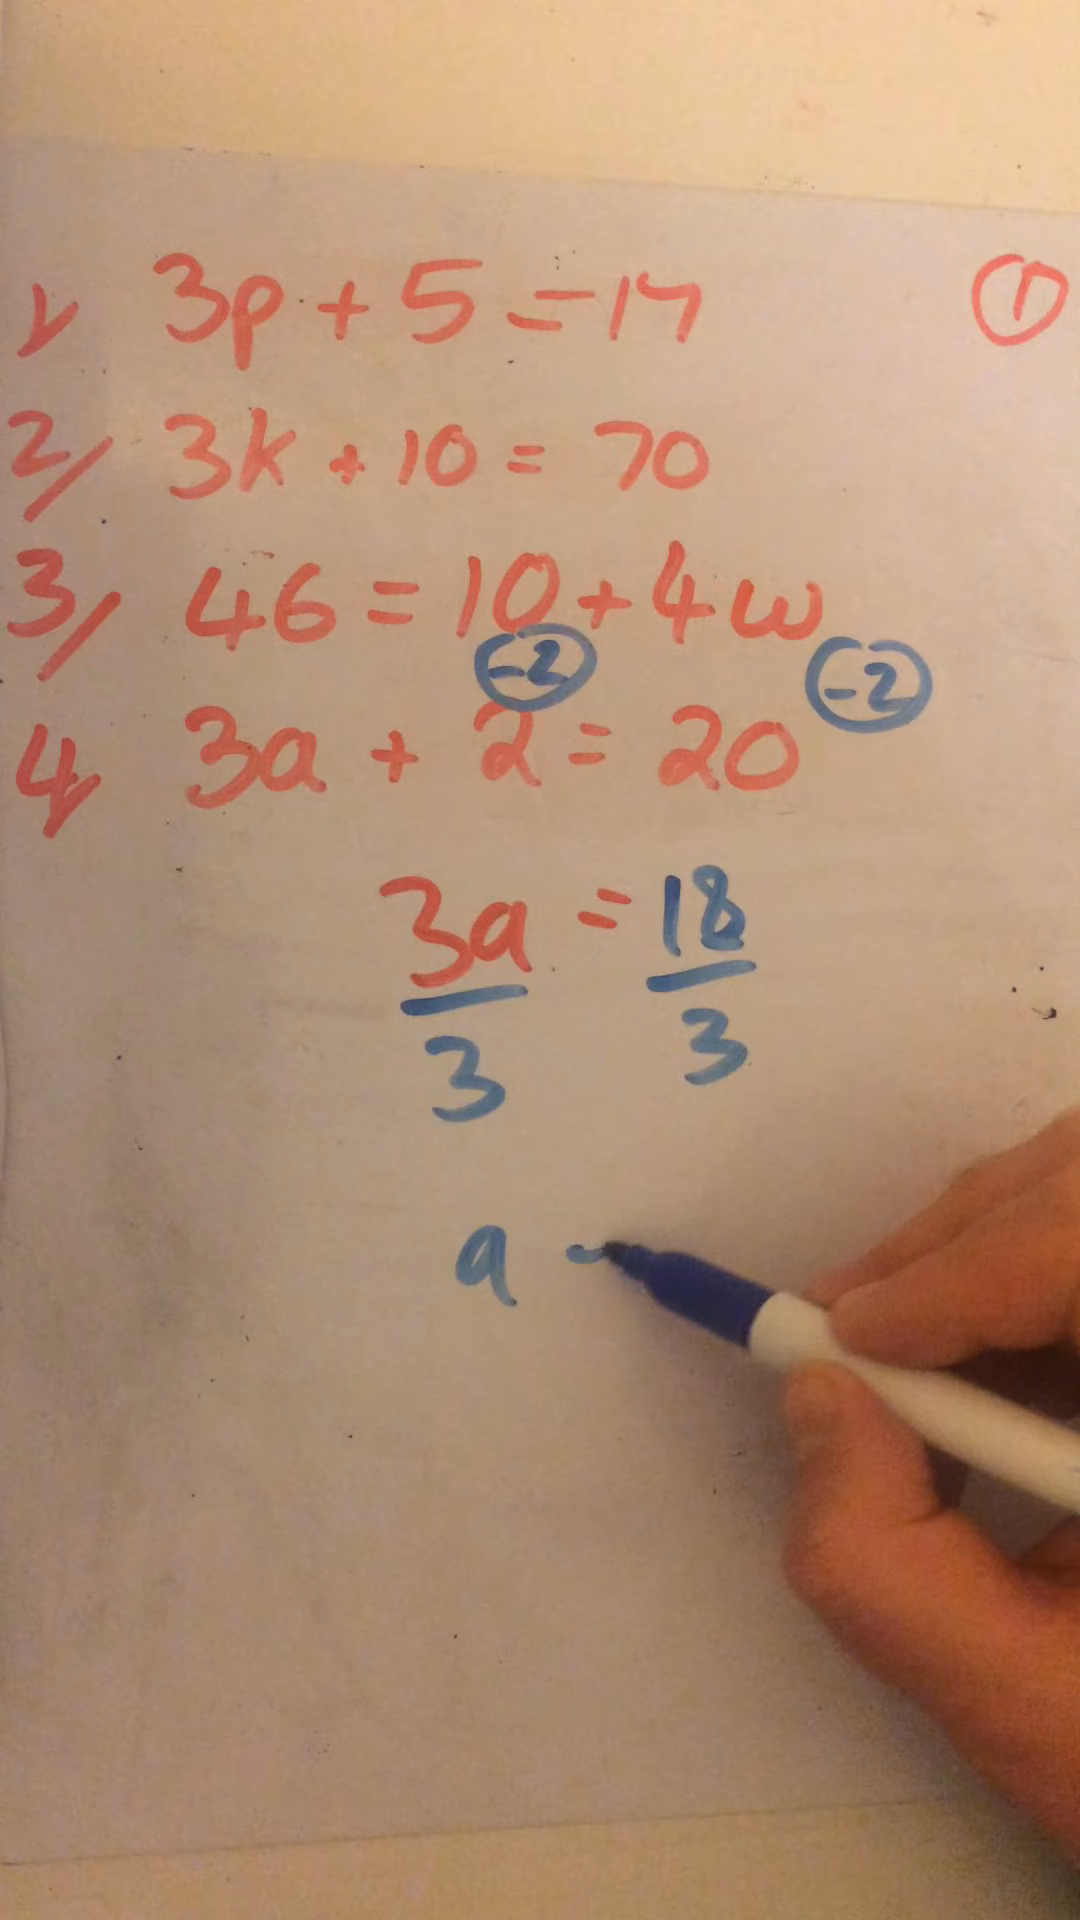 1/ 3p + 5 = 17 ①
2/ 3k + 10 = 70
3/ 46 = 10 + 4w
-2 -2
4/ 3a + 2 = 20
3a = 18
3 3
a -